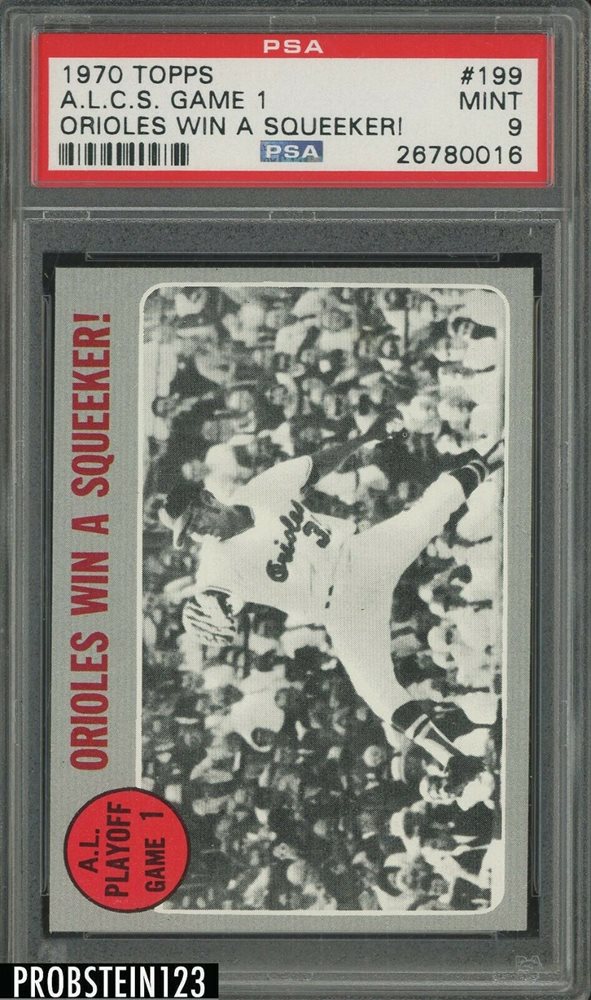 PSA
1970 TOPPS #199
A.L.C.S. GAME 1 MINT
ORIOLES WIN A SQUEEKER! 9
PSA 26780016
ORIOLES WIN A SQUEEKER!
A.L.
PLAYOFF
GAME 1
Orioles
PROBSTEIN123